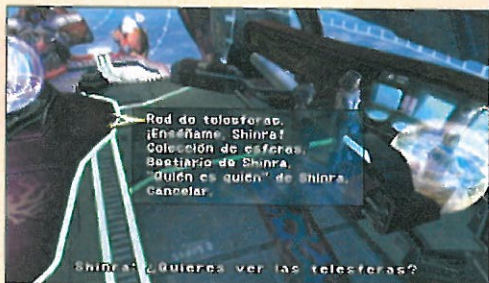 Red de telesferas.
¡Enséñame, Shinra!
Colección de esferas.
Bestiario de Shinra.
"Quién es quién" de Shinra.
Cancelar.
Shinra: ¿Quieres ver las telesferas?